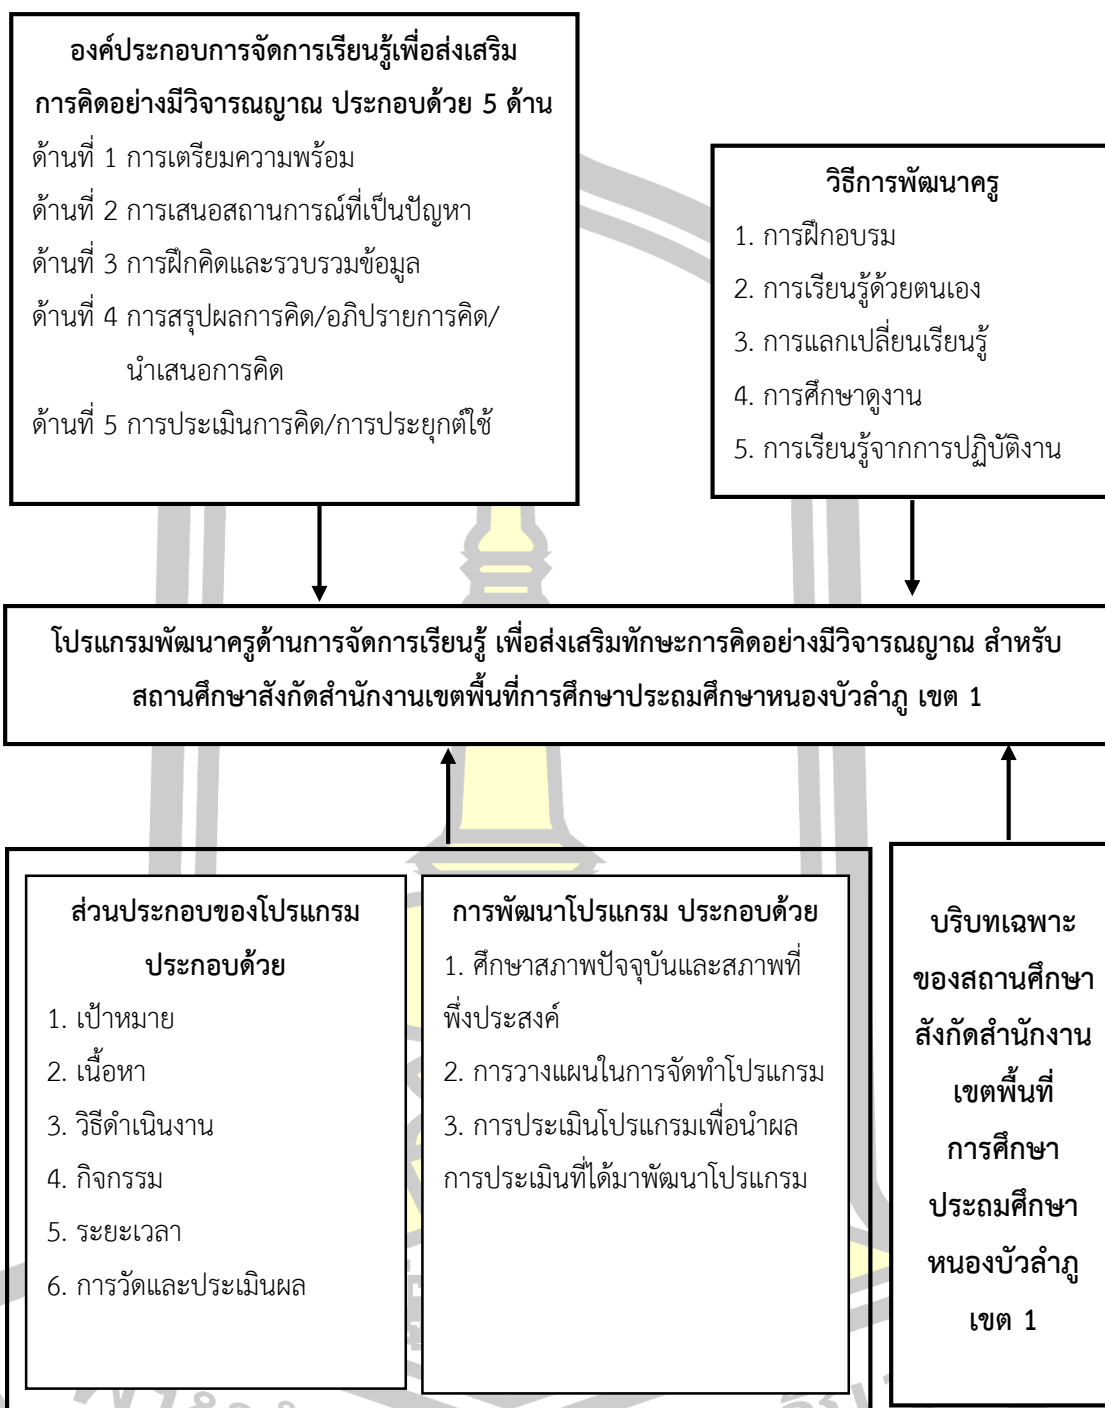 องค์ประกอบการจัดการเรียนรู้เพื่อส่งเสริม
การคิดอย่างมีวิจารณญาณ ประกอบด้วย 5 ด้าน
ด้านที่ 1 การเตรียมความพร้อม
ด้านที่ 2 การเสนอสถานการณ์ที่เป็นปัญหา
ด้านที่ 3 การฝึกคิดและรวบรวมข้อมูล
ด้านที่ 4 การสรุปผลการคิด/อภิปรายการคิด/
นำเสนอการคิด
ด้านที่ 5 การประเมินการคิด/การประยุกต์ใช้
วิธีการพัฒนาครู
1. การฝึกอบรม
2. การเรียนรู้ด้วยตนเอง
3. การแลกเปลี่ยนเรียนรู้
4. การศึกษาดูงาน
5. การเรียนรู้จากการปฏิบัติงาน
โปรแกรมพัฒนาครูด้านการจัดการเรียนรู้ เพื่อส่งเสริมทักษะการคิดอย่างมีวิจารณญาณ สำหรับ
สถานศึกษาสังกัดสำนักงานเขตพื้นที่การศึกษาประถมศึกษาหนองบัวลำภู เขต 1
ส่วนประกอบของโปรแกรม
ประกอบด้วย
1. เป้าหมาย
2. เนื้อหา
3. วิธีดำเนินงาน
4. กิจกรรม
5. ระยะเวลา
6. การวัดและประเมินผล
การพัฒนาโปรแกรม ประกอบด้วย
1. ศึกษาสภาพปัจจุบันและสภาพที่
พึ่งประสงค์
2. การวางแผนในการจัดทำโปรแกรม
3. การประเมินโปรแกรมเพื่อนำผล
การประเมินที่ได้มาพัฒนาโปรแกรม
บริบทเฉพาะ
ของสถานศึกษา
สังกัดสำนักงาน
เขตพื้นที่
การศึกษา
ประถมศึกษา
หนองบัวลำภู
เขต 1